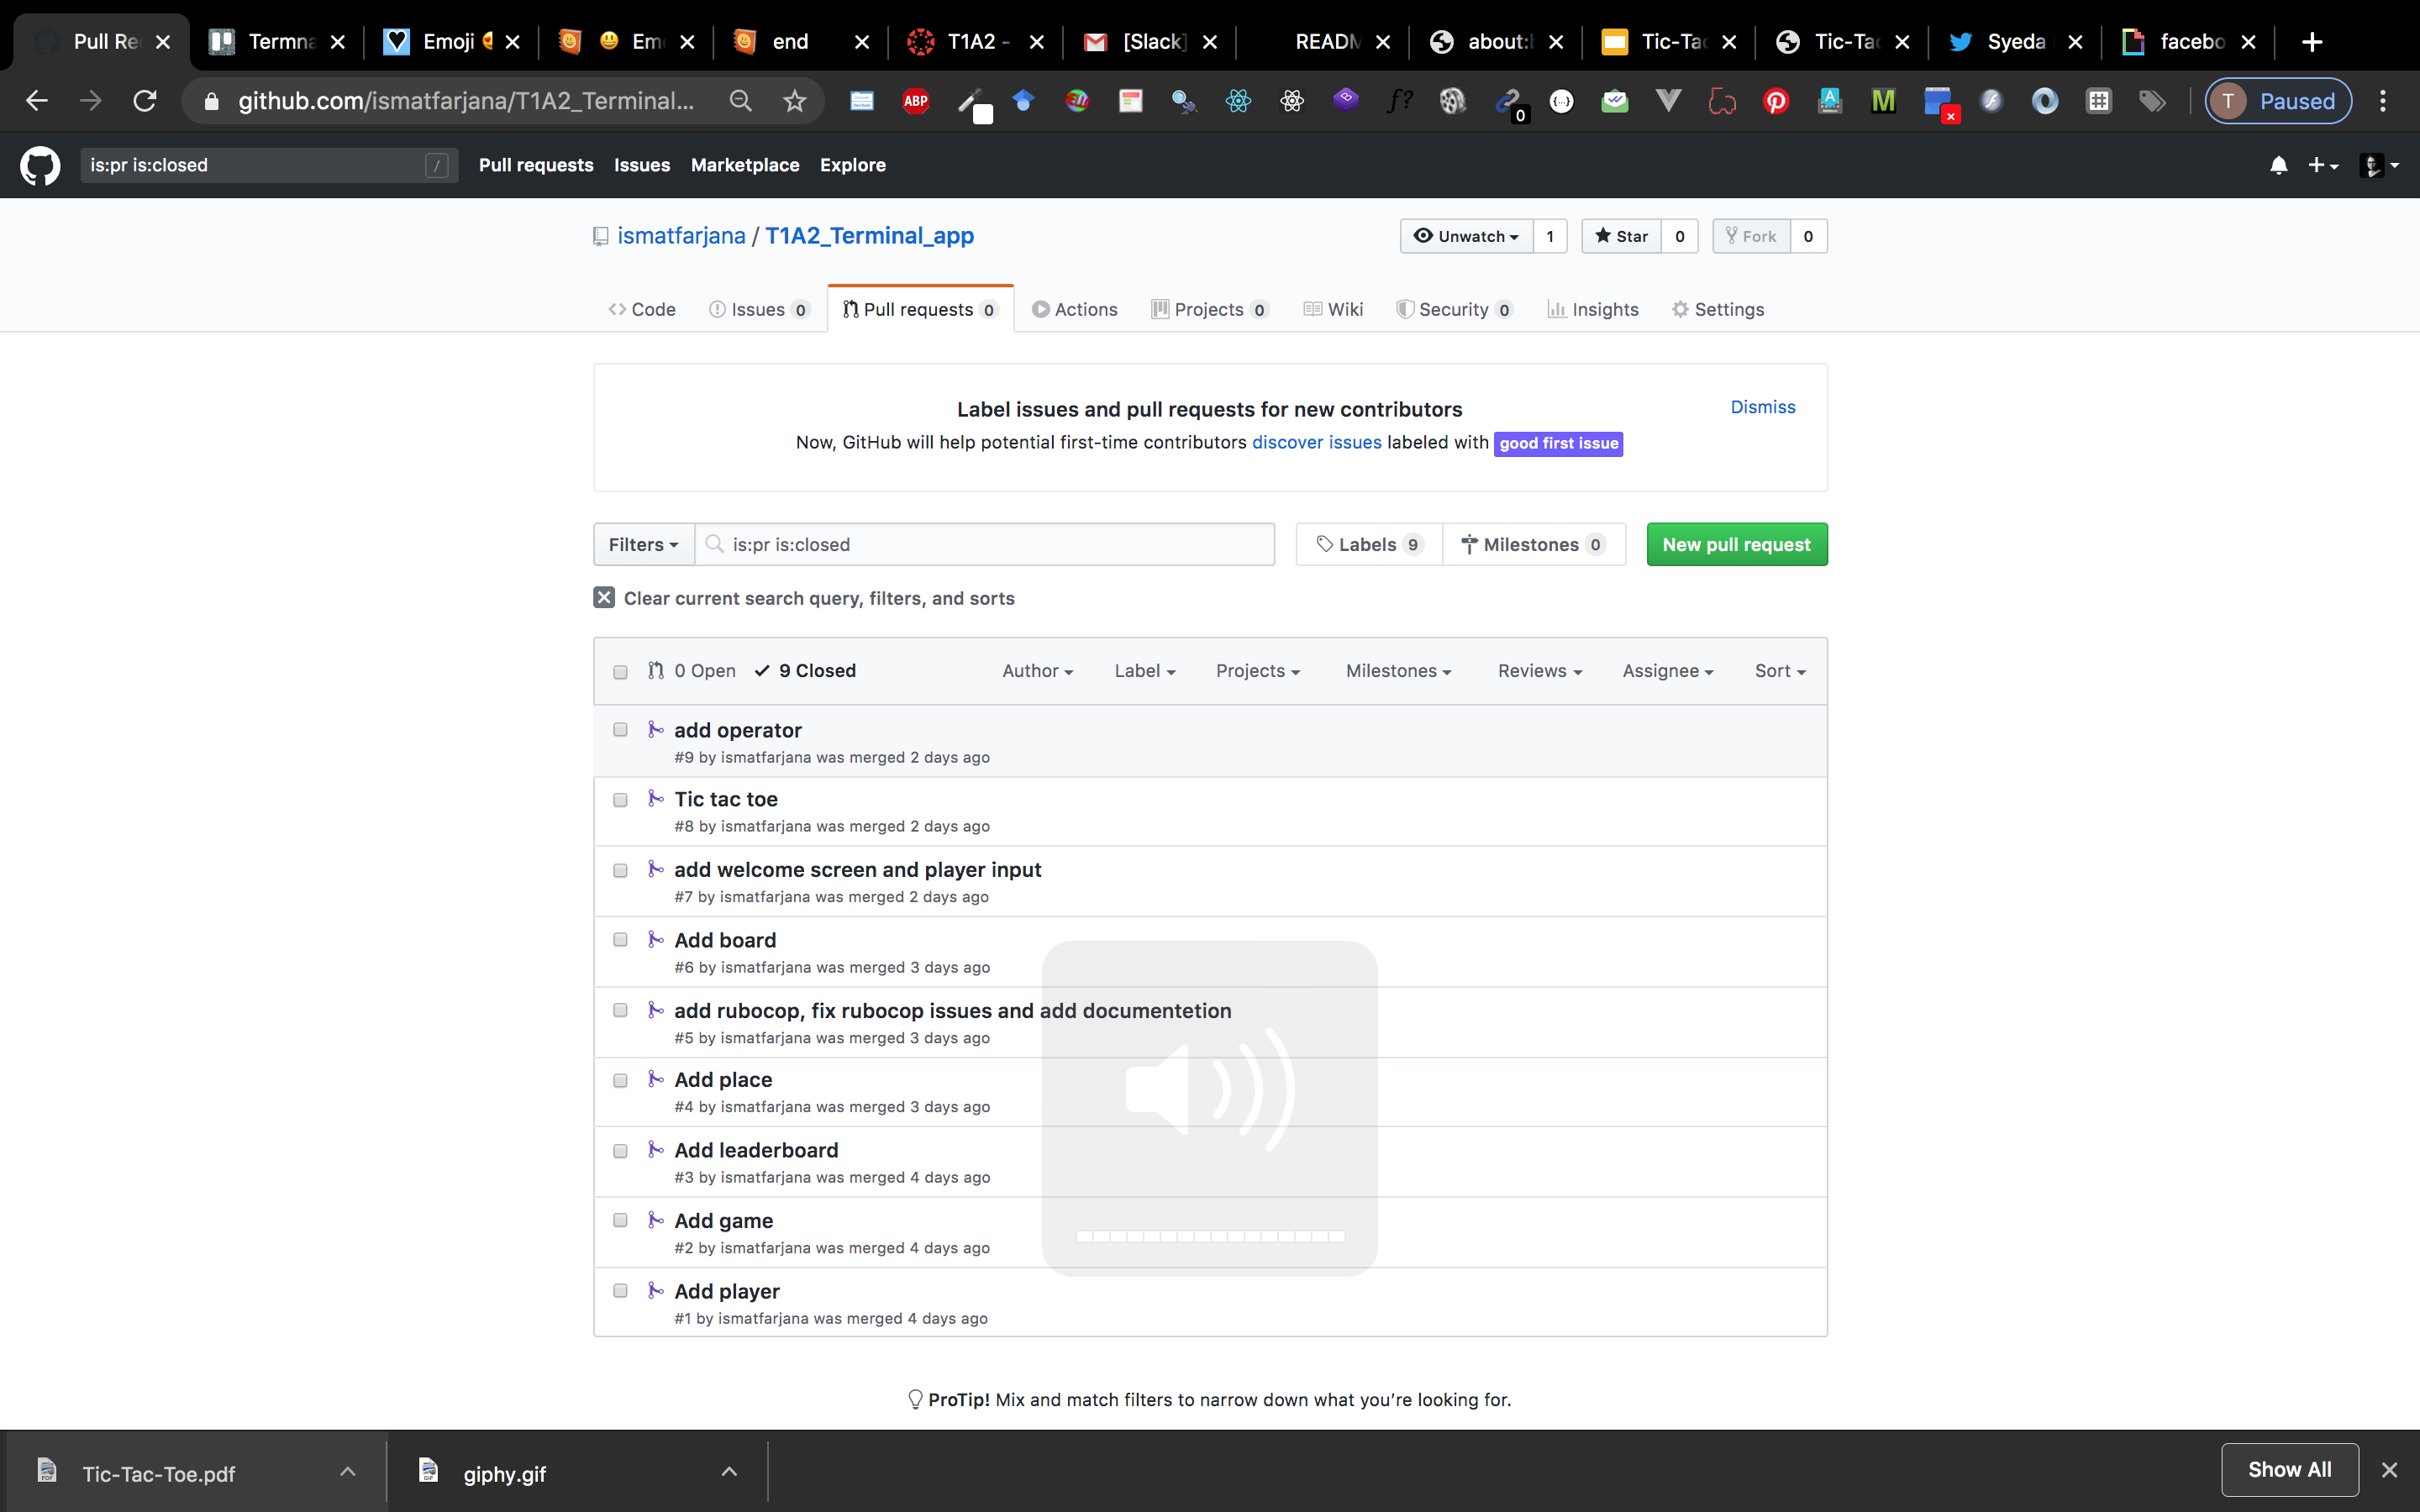 Pull Re
Termna
Emoji
😃 Em
end
T1A2 -
[Slack]
READM
about:
Tic-Tac
Tic-Tac
Syeda
facebo
github.com/ismatfarjana/T1A2_Terminal...
ABP
0
T Paused
is:pr is:closed /
Pull requests Issues Marketplace Explore
ismatfarjana / T1A2_Terminal_app
Unwatch 1
Star 0
Fork 0
Code
Issues 0
Pull requests 0
Actions
Projects 0
Wiki
Security 0
Insights
Settings
Label issues and pull requests for new contributors
Dismiss
Now, GitHub will help potential first-time contributors discover issues labeled with good first issue
Filters is:pr is:closed
Labels 9
Milestones 0
New pull request
Clear current search query, filters, and sorts
0 Open 9 Closed Author Label Projects Milestones Reviews Assignee Sort
add operator
#9 by ismatfarjana was merged 2 days ago
Tic tac toe
#8 by ismatfarjana was merged 2 days ago
add welcome screen and player input
#7 by ismatfarjana was merged 2 days ago
Add board
#6 by ismatfarjana was merged 3 days ago
add rubocop, fix rubocop issues and add documentetion
#5 by ismatfarjana was merged 3 days ago
Add place
#4 by ismatfarjana was merged 3 days ago
Add leaderboard
#3 by ismatfarjana was merged 4 days ago
Add game
#2 by ismatfarjana was merged 4 days ago
Add player
#1 by ismatfarjana was merged 4 days ago
ProTip! Mix and match filters to narrow down what you’re looking for.
Tic-Tac-Toe.pdf
giphy.gif
Show All